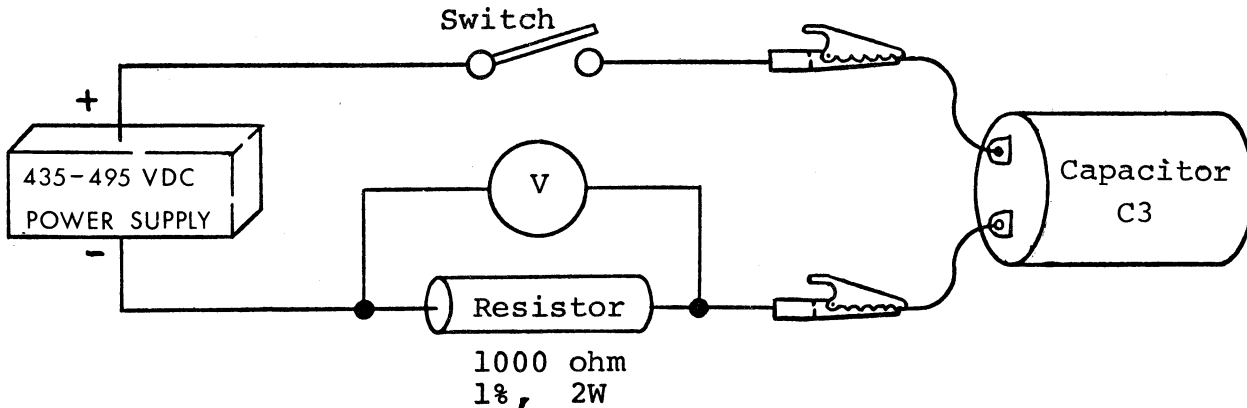 Switch
+
435-495 VDC
POWER SUPPLY
-
V
Resistor
1000 ohm
1%, 2W
Capacitor
C3